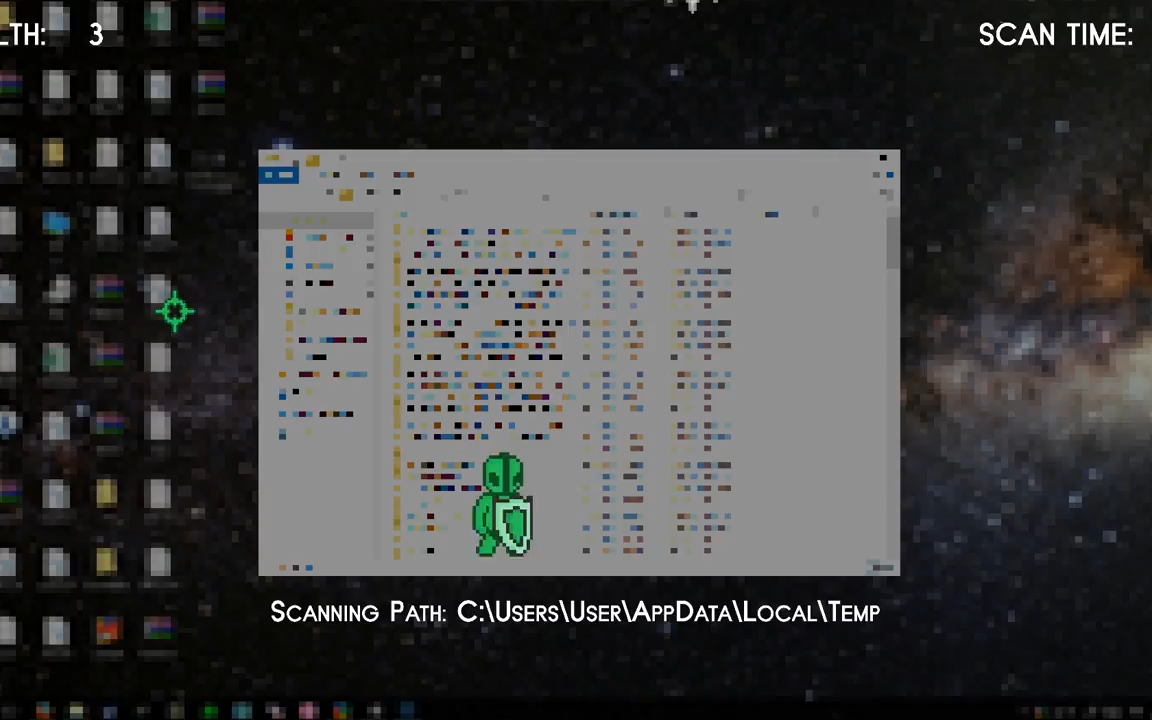 LTH: 3
SCAN TIME:
SCANNING PATH: C:\USERS\USER\APPDATA\LOCAL\TEMP